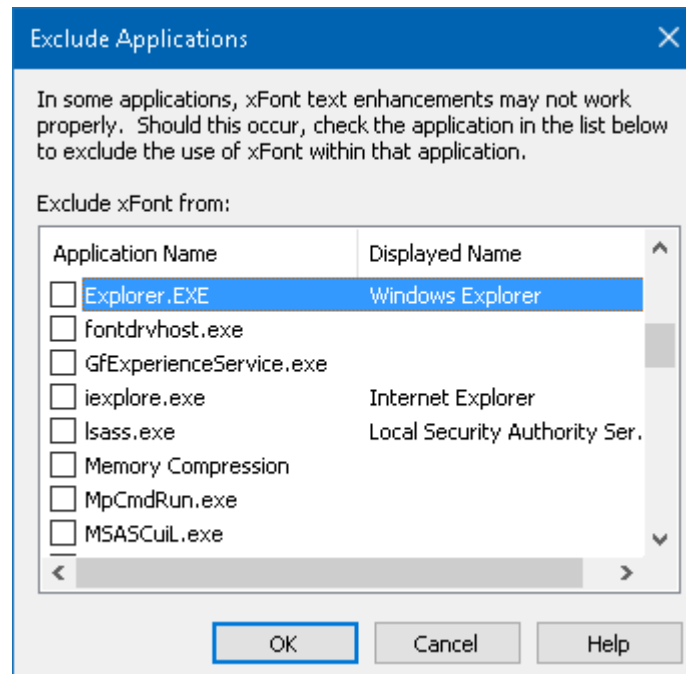 Exclude Applications
In some applications, xFont text enhancements may not work
properly.  Should this occur, check the application in the list below
to exclude the use of xFont within that application.
Exclude xFont from:
Application Name Displayed Name
Explorer.EXE Windows Explorer
fontdrvhost.exe
GfExperienceService.exe
iexplore.exe Internet Explorer
lsass.exe Local Security Authority Ser.
Memory Compression
MpCmdRun.exe
MSASCuiL.exe
OK Cancel Help